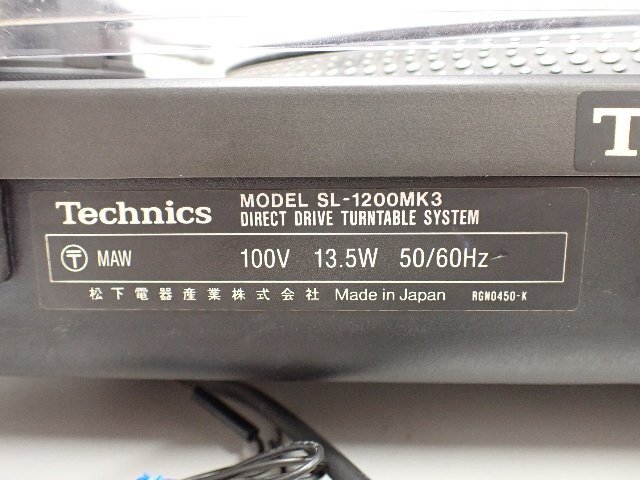 T
Technics MODEL SL-1200MK3
DIRECT DRIVE TURNTABLE SYSTEM
〒 MAW 100V 13.5W 50/60Hz
松下電器産業株式会社 Made in Japan RGN0450-K